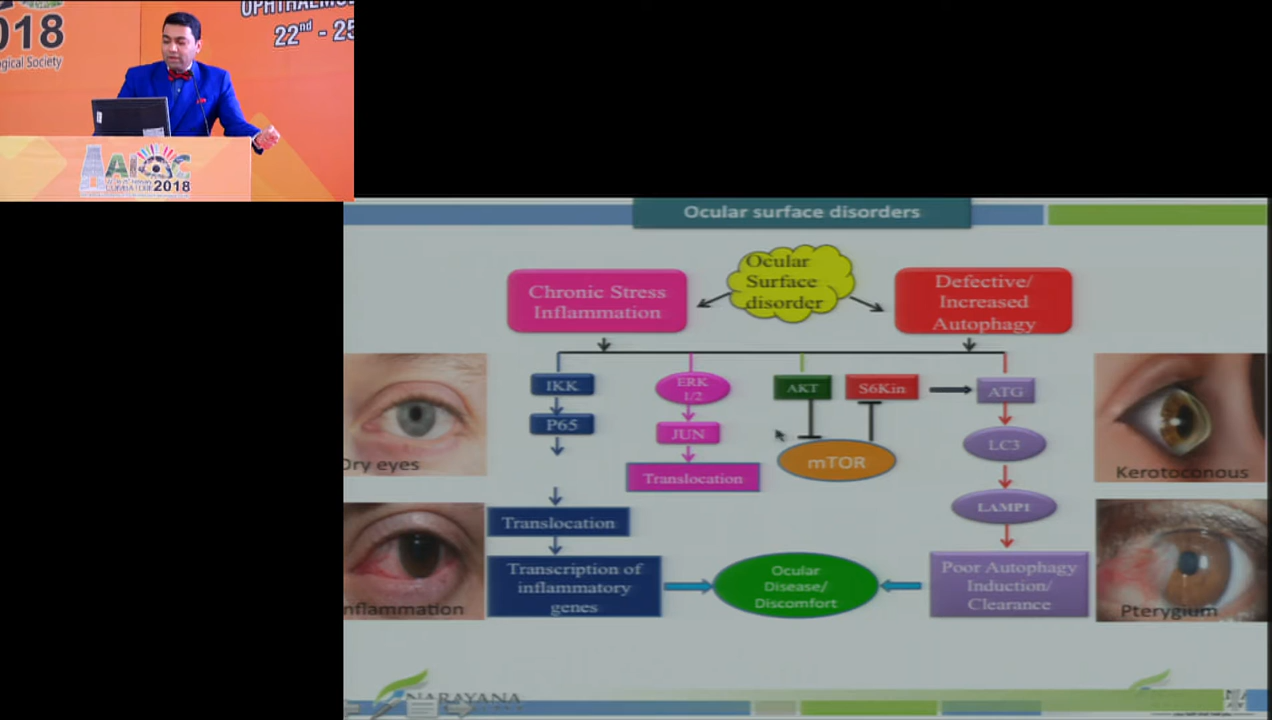 2018
ogical Society
OPHTHALMO
22nd - 25
AIOC
COIMBATORE 2018
Ocular surface disorders
Ocular
Surface
disorder
Chronic Stress
Inflammation
Defective/
Increased
Autophagy
IKK
P65
ERK
1/2
JUN
Translocation
AKT
S6Kin
mTOR
ATG
LC3
LAMP1
Translocation
Transcription of
inflammatory
genes
Ocular
Disease/
Discomfort
Poor Autophagy
Induction/
Clearance
Dry eyes
nflammation
Kerotoconous
Pterygium
NARAYANA